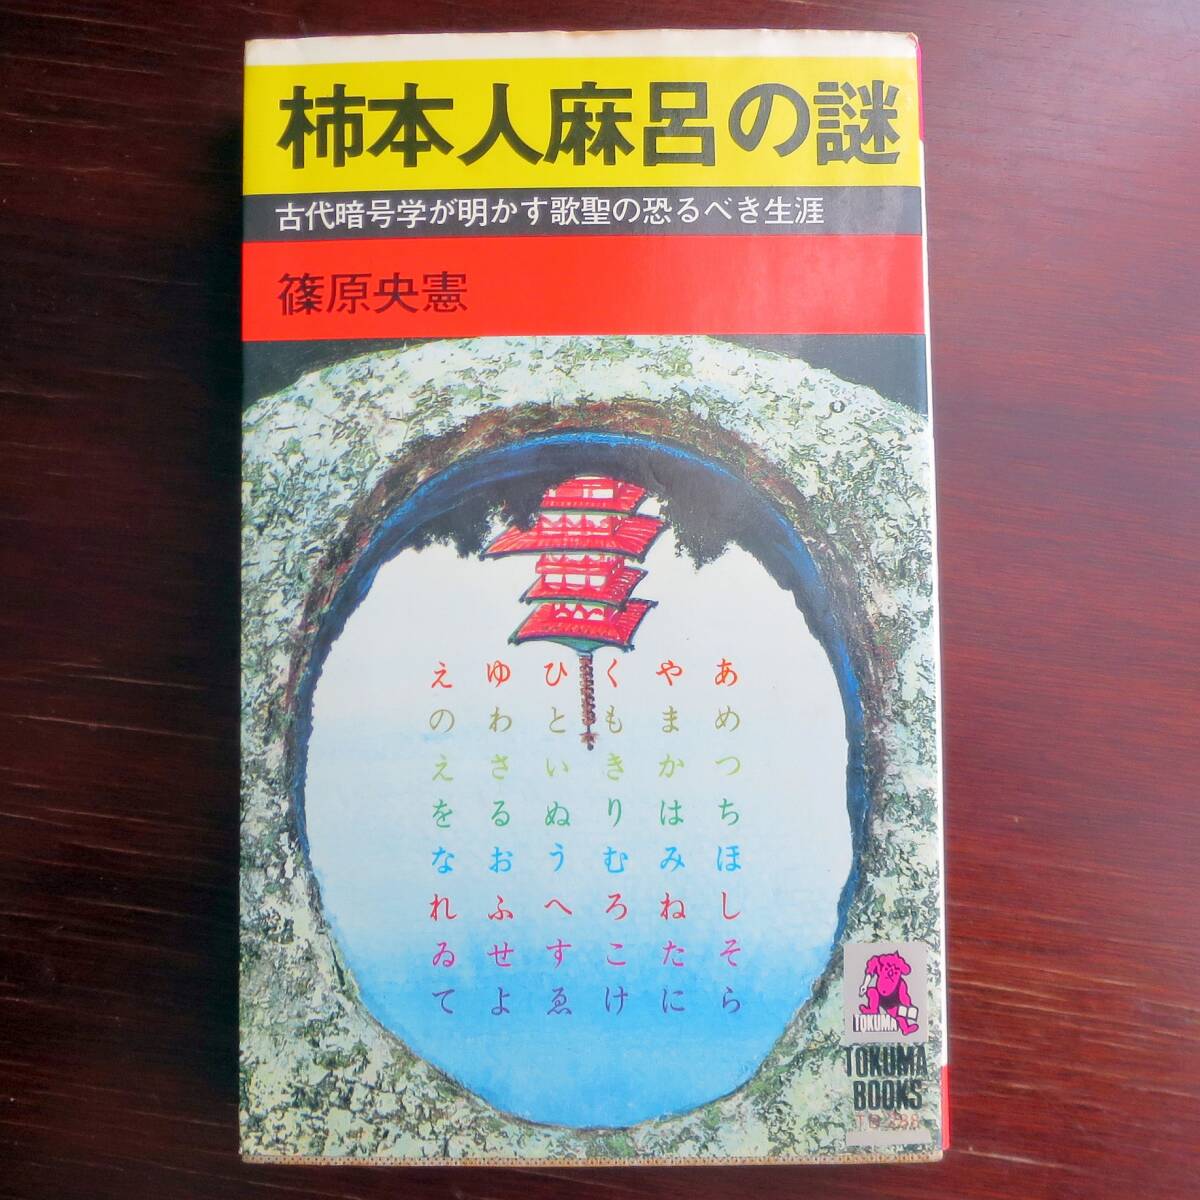 柿本人麻呂の謎
古代暗号学が明かす歌聖の恐るべき生涯
篠原央憲
あめつちほしそら
やまかはみねたに
くもきりむろこけ
ひといぬうへすゑ
ゆわさるおふせよ
えのえをなれゐて
TOKUMA
TOKUMA
BOOKS